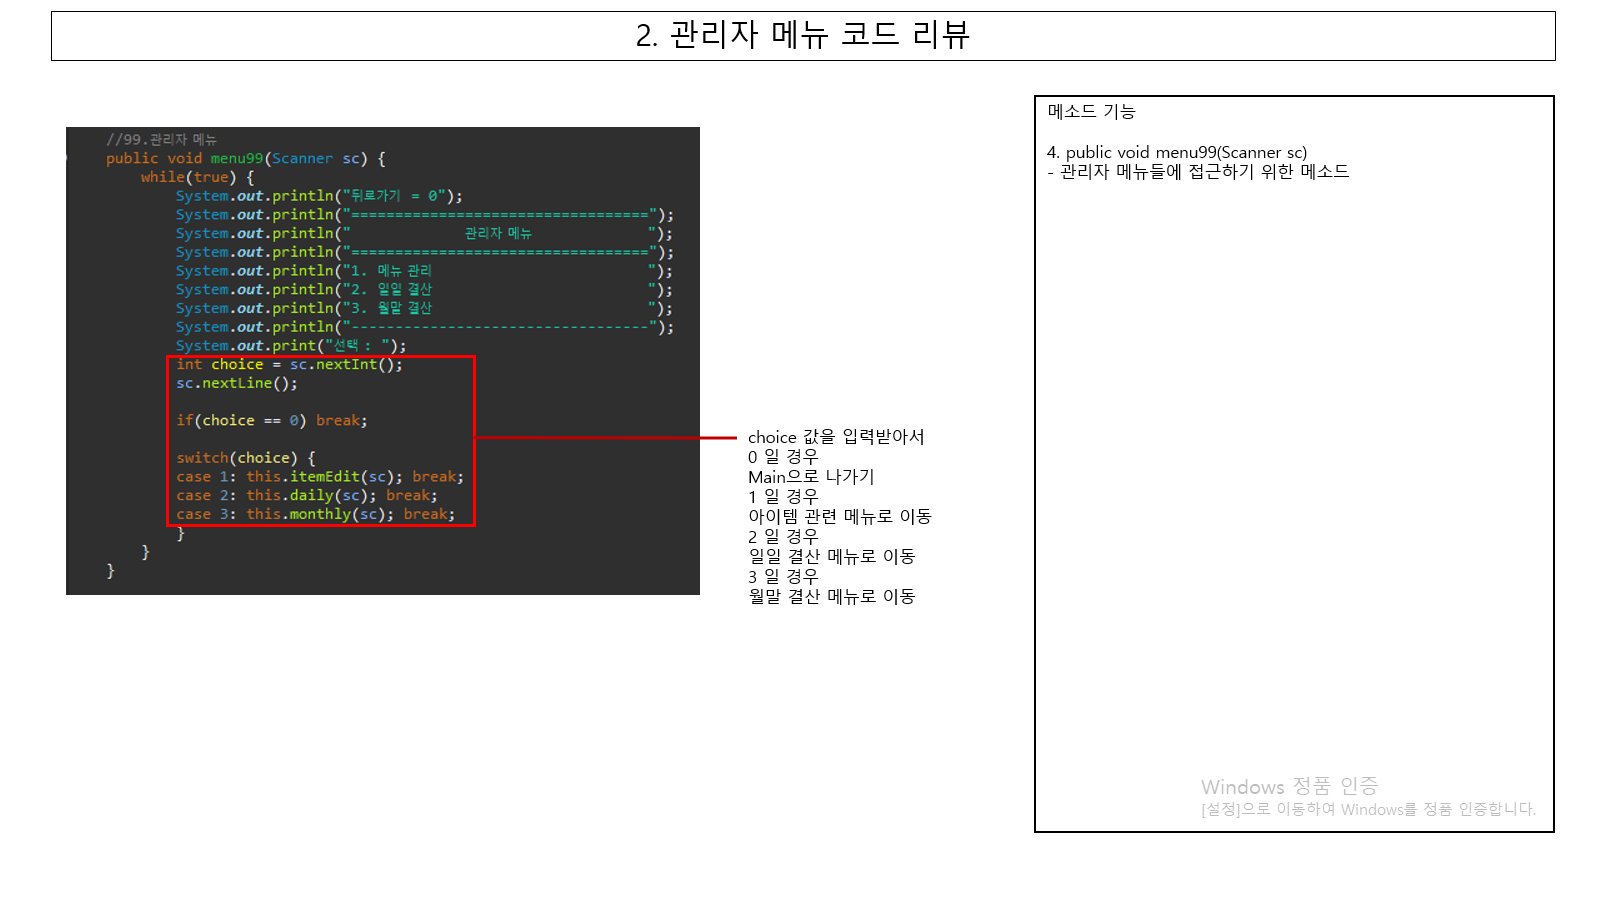 2. 관리자 메뉴 코드 리뷰
//99.관리자 메뉴
public void menu99(Scanner sc) {
while(true) {
System.out.println("뒤로가기 = 0");
System.out.println("==================================");
System.out.println("             관리자 메뉴             ");
System.out.println("==================================");
System.out.println("1. 메뉴 관리                         ");
System.out.println("2. 일일 결산                         ");
System.out.println("3. 월말 결산                         ");
System.out.println("----------------------------------");
System.out.print("선택 : ");
int choice = sc.nextInt();
sc.nextLine();
if(choice == 0) break;
switch(choice) {
case 1: this.itemEdit(sc); break;
case 2: this.daily(sc); break;
case 3: this.monthly(sc); break;
}
}
}
choice 값을 입력받아서
0 일 경우
Main으로 나가기
1 일 경우
아이템 관련 메뉴로 이동
2 일 경우
일일 결산 메뉴로 이동
3 일 경우
월말 결산 메뉴로 이동
메소드 기능
4. public void menu99(Scanner sc)
- 관리자 메뉴들에 접근하기 위한 메소드
Windows 정품 인증
[설정]으로 이동하여 Windows를 정품 인증합니다.